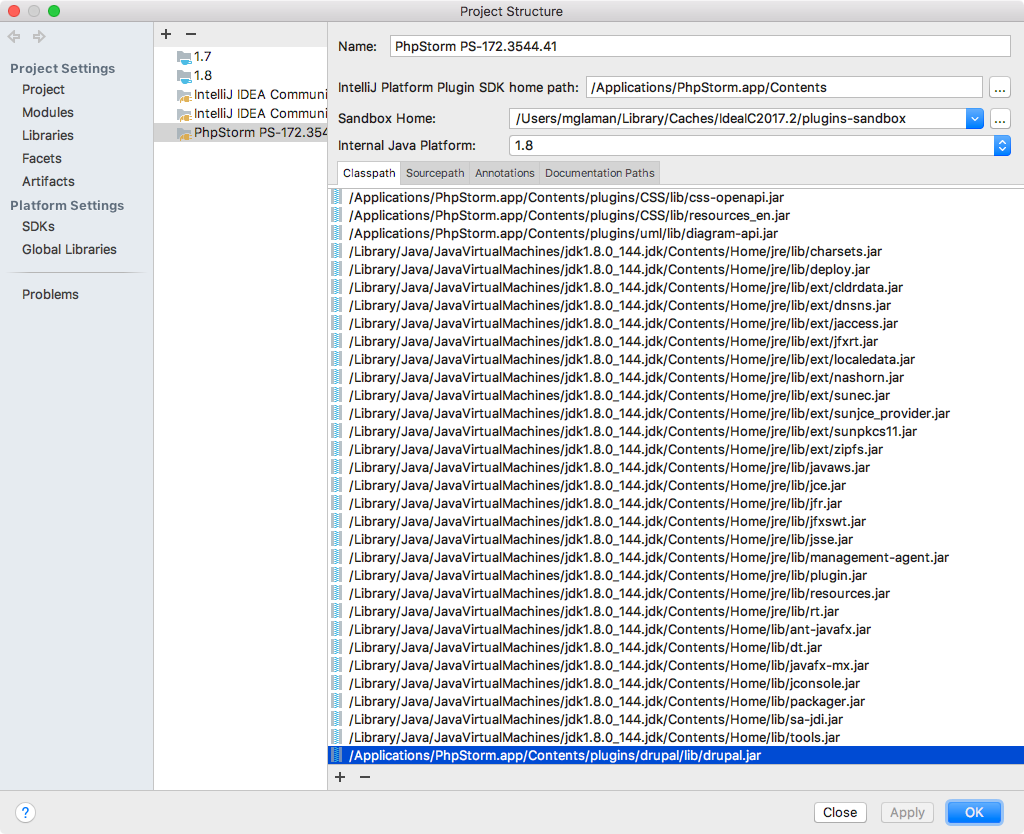 Project Structure
Project Settings
Project
Modules
Libraries
Facets
Artifacts
Platform Settings
SDKs
Global Libraries
Problems
1.7
1.8
IntelliJ IDEA Communi
IntelliJ IDEA Communi
PhpStorm PS-172.354
Name: PhpStorm PS-172.3544.41
IntelliJ Platform Plugin SDK home path: /Applications/PhpStorm.app/Contents ...
Sandbox Home: /Users/mglaman/Library/Caches/IdeaIC2017.2/plugins-sandbox ...
Internal Java Platform: 1.8
Classpath Sourcepath Annotations Documentation Paths
/Applications/PhpStorm.app/Contents/plugins/CSS/lib/css-openapi.jar
/Applications/PhpStorm.app/Contents/plugins/CSS/lib/resources_en.jar
/Applications/PhpStorm.app/Contents/plugins/uml/lib/diagram-api.jar
/Library/Java/JavaVirtualMachines/jdk1.8.0_144.jdk/Contents/Home/jre/lib/charsets.jar
/Library/Java/JavaVirtualMachines/jdk1.8.0_144.jdk/Contents/Home/jre/lib/deploy.jar
/Library/Java/JavaVirtualMachines/jdk1.8.0_144.jdk/Contents/Home/jre/lib/ext/cldrdata.jar
/Library/Java/JavaVirtualMachines/jdk1.8.0_144.jdk/Contents/Home/jre/lib/ext/dnsns.jar
/Library/Java/JavaVirtualMachines/jdk1.8.0_144.jdk/Contents/Home/jre/lib/ext/jaccess.jar
/Library/Java/JavaVirtualMachines/jdk1.8.0_144.jdk/Contents/Home/jre/lib/ext/jfxrt.jar
/Library/Java/JavaVirtualMachines/jdk1.8.0_144.jdk/Contents/Home/jre/lib/ext/localedata.jar
/Library/Java/JavaVirtualMachines/jdk1.8.0_144.jdk/Contents/Home/jre/lib/ext/nashorn.jar
/Library/Java/JavaVirtualMachines/jdk1.8.0_144.jdk/Contents/Home/jre/lib/ext/sunec.jar
/Library/Java/JavaVirtualMachines/jdk1.8.0_144.jdk/Contents/Home/jre/lib/ext/sunjce_provider.jar
/Library/Java/JavaVirtualMachines/jdk1.8.0_144.jdk/Contents/Home/jre/lib/ext/sunpkcs11.jar
/Library/Java/JavaVirtualMachines/jdk1.8.0_144.jdk/Contents/Home/jre/lib/ext/zipfs.jar
/Library/Java/JavaVirtualMachines/jdk1.8.0_144.jdk/Contents/Home/jre/lib/javaws.jar
/Library/Java/JavaVirtualMachines/jdk1.8.0_144.jdk/Contents/Home/jre/lib/jce.jar
/Library/Java/JavaVirtualMachines/jdk1.8.0_144.jdk/Contents/Home/jre/lib/jfr.jar
/Library/Java/JavaVirtualMachines/jdk1.8.0_144.jdk/Contents/Home/jre/lib/jfxswt.jar
/Library/Java/JavaVirtualMachines/jdk1.8.0_144.jdk/Contents/Home/jre/lib/jsse.jar
/Library/Java/JavaVirtualMachines/jdk1.8.0_144.jdk/Contents/Home/jre/lib/management-agent.jar
/Library/Java/JavaVirtualMachines/jdk1.8.0_144.jdk/Contents/Home/jre/lib/plugin.jar
/Library/Java/JavaVirtualMachines/jdk1.8.0_144.jdk/Contents/Home/jre/lib/resources.jar
/Library/Java/JavaVirtualMachines/jdk1.8.0_144.jdk/Contents/Home/jre/lib/rt.jar
/Library/Java/JavaVirtualMachines/jdk1.8.0_144.jdk/Contents/Home/lib/ant-javafx.jar
/Library/Java/JavaVirtualMachines/jdk1.8.0_144.jdk/Contents/Home/lib/dt.jar
/Library/Java/JavaVirtualMachines/jdk1.8.0_144.jdk/Contents/Home/lib/javafx-mx.jar
/Library/Java/JavaVirtualMachines/jdk1.8.0_144.jdk/Contents/Home/lib/jconsole.jar
/Library/Java/JavaVirtualMachines/jdk1.8.0_144.jdk/Contents/Home/lib/packager.jar
/Library/Java/JavaVirtualMachines/jdk1.8.0_144.jdk/Contents/Home/lib/sa-jdi.jar
/Library/Java/JavaVirtualMachines/jdk1.8.0_144.jdk/Contents/Home/lib/tools.jar
/Applications/PhpStorm.app/Contents/plugins/drupal/lib/drupal.jar
? Close Apply OK